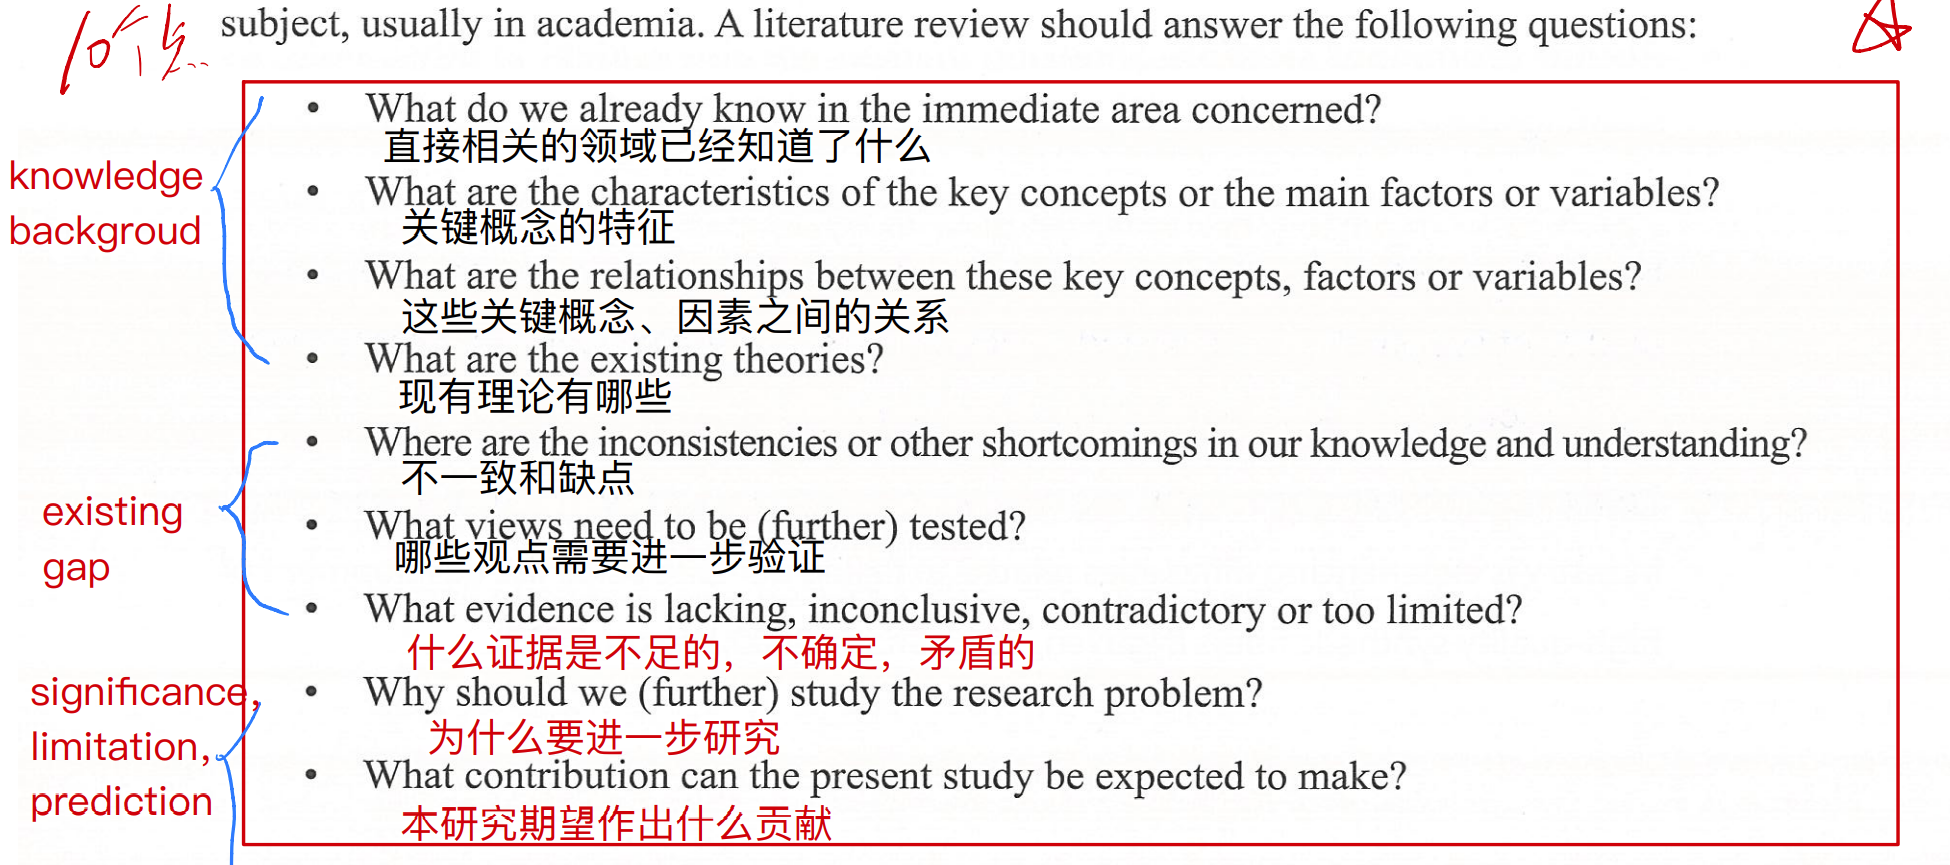 10个点
subject, usually in academia. A literature review should answer the following questions:
• What do we already know in the immediate area concerned?
直接相关的领域已经知道了什么
knowledge
backgroud
• What are the characteristics of the key concepts or the main factors or variables?
关键概念的特征
• What are the relationships between these key concepts, factors or variables?
这些关键概念、因素之间的关系
• What are the existing theories?
现有理论有哪些
• Where are the inconsistencies or other shortcomings in our knowledge and understanding?
不一致和缺点
existing
gap
• What views need to be (further) tested?
哪些观点需要进一步验证
• What evidence is lacking, inconclusive, contradictory or too limited?
什么证据是不足的，不确定，矛盾的
significance,
limitation,
prediction
• Why should we (further) study the research problem?
为什么要进一步研究
• What contribution can the present study be expected to make?
本研究期望作出什么贡献